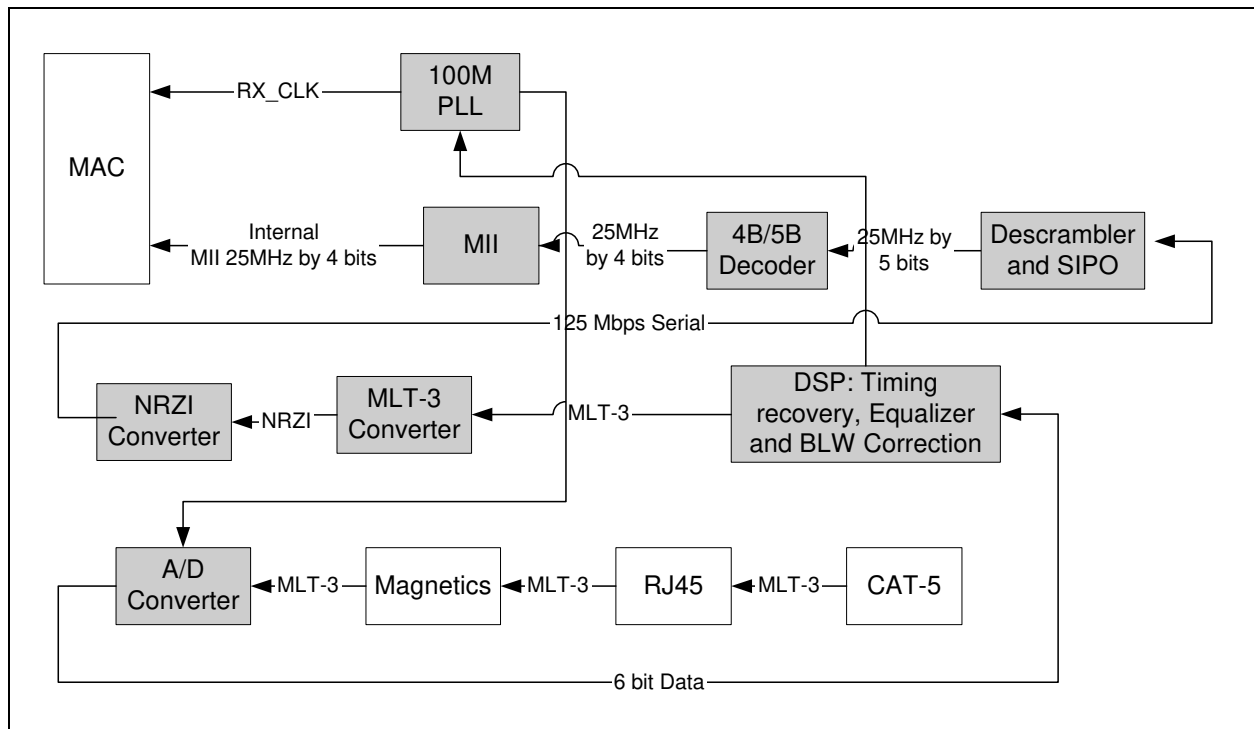 100M
PLL
RX_CLK
MAC
Internal
MII 25MHz by 4 bits
MII
25MHz
by 4 bits
4B/5B
Decoder
25MHz by
5 bits
Descrambler
and SIPO
125 Mbps Serial
NRZI
Converter
NRZI
MLT-3
Converter
MLT-3
DSP: Timing
recovery, Equalizer
and BLW Correction
A/D
Converter
MLT-3
Magnetics
MLT-3
RJ45
MLT-3
CAT-5
6 bit Data